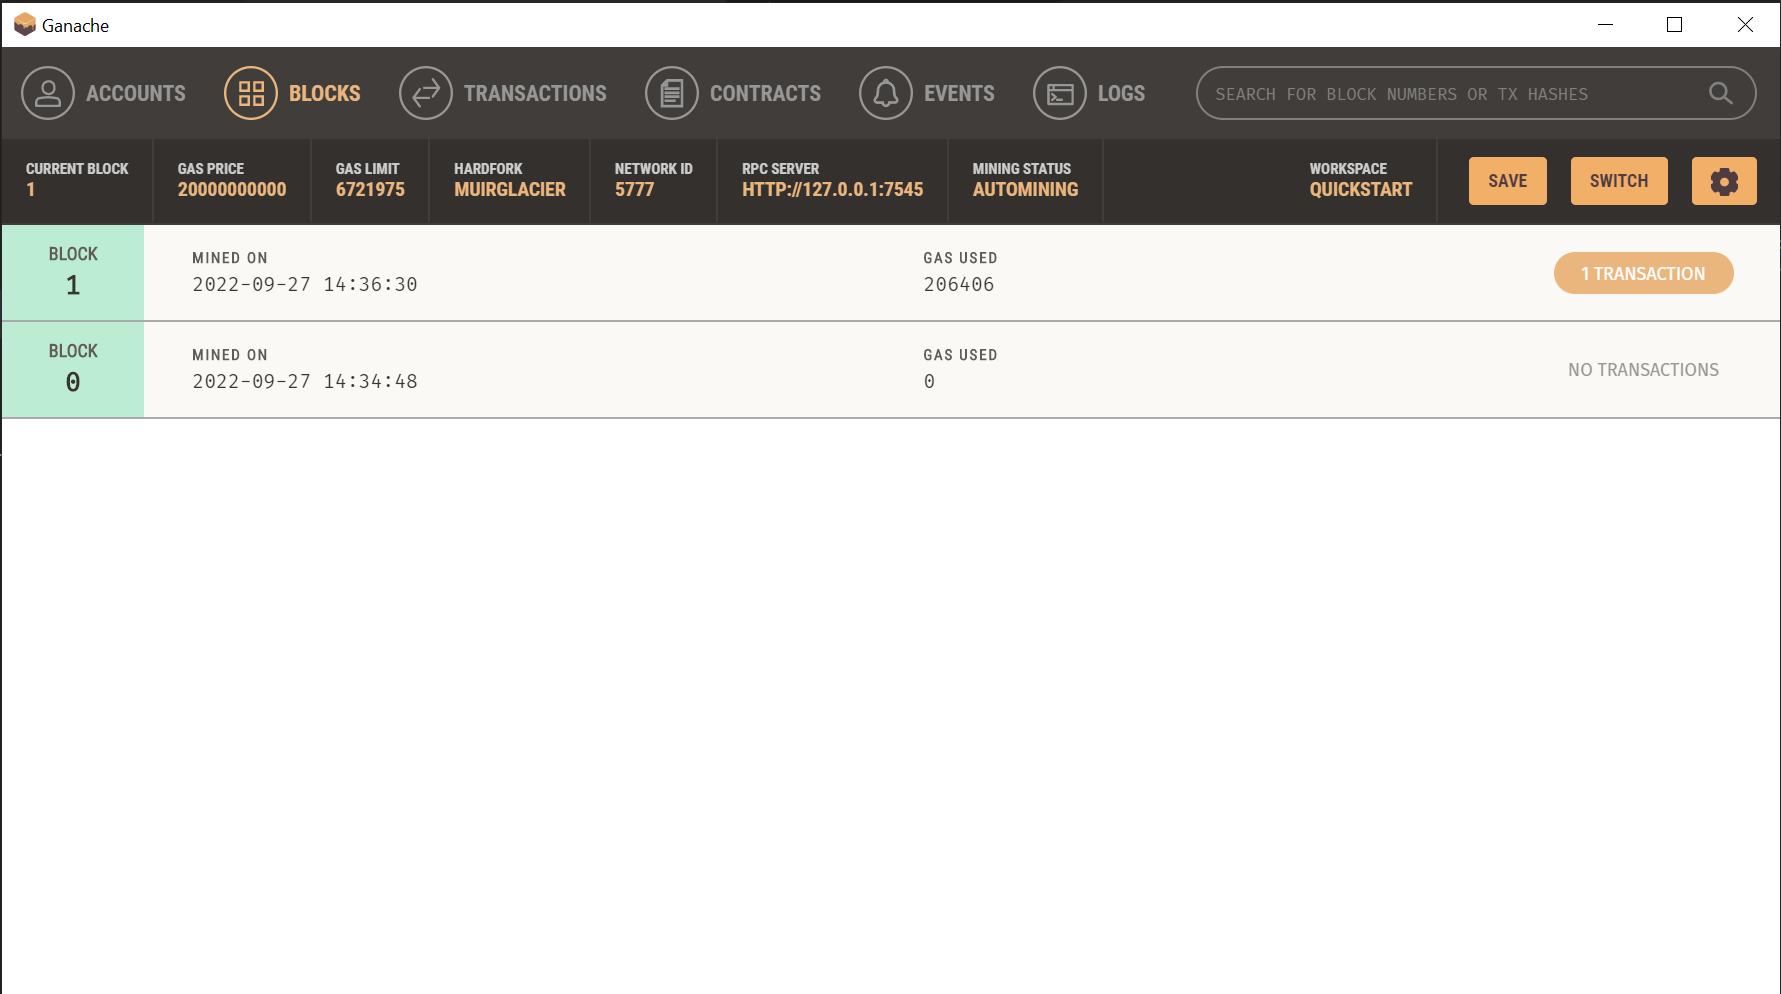 Ganache
ACCOUNTS BLOCKS TRANSACTIONS CONTRACTS EVENTS LOGS SEARCH FOR BLOCK NUMBERS OR TX HASHES
CURRENT BLOCK GAS PRICE GAS LIMIT HARDFORK NETWORK ID RPC SERVER MINING STATUS WORKSPACE
1 20000000000 6721975 MUIRGLACIER 5777 HTTP://127.0.0.1:7545 AUTOMINING QUICKSTART SAVE SWITCH
BLOCK MINED ON GAS USED
1 2022-09-27 14:36:30 206406 1 TRANSACTION
BLOCK MINED ON GAS USED
0 2022-09-27 14:34:48 0 NO TRANSACTIONS